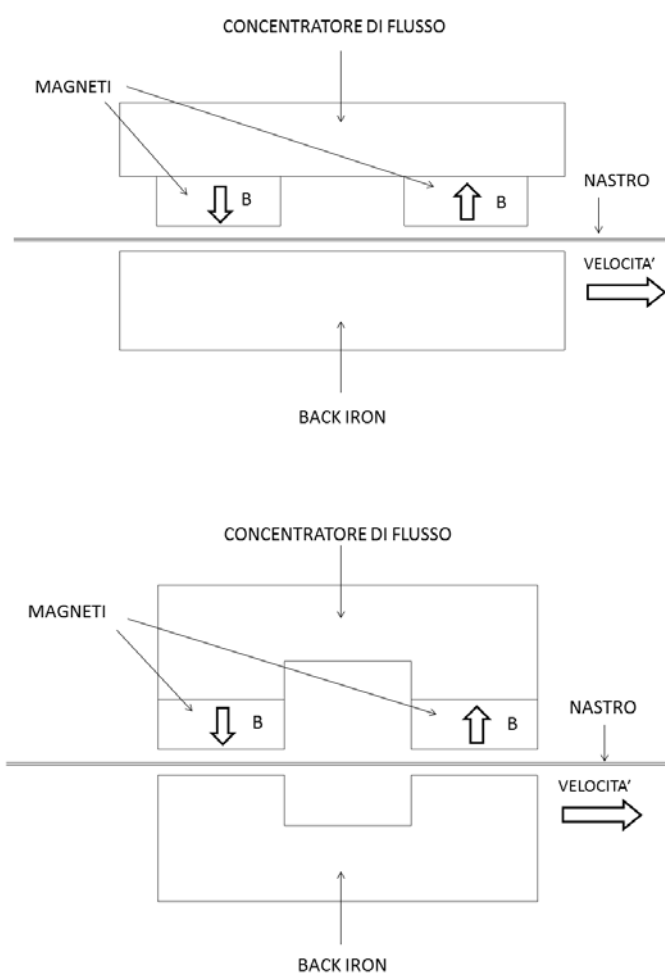 CONCENTRATORE DI FLUSSO
MAGNETI
B
B
NASTRO
VELOCITA'
BACK IRON
CONCENTRATORE DI FLUSSO
MAGNETI
B
B
NASTRO
VELOCITA'
BACK IRON